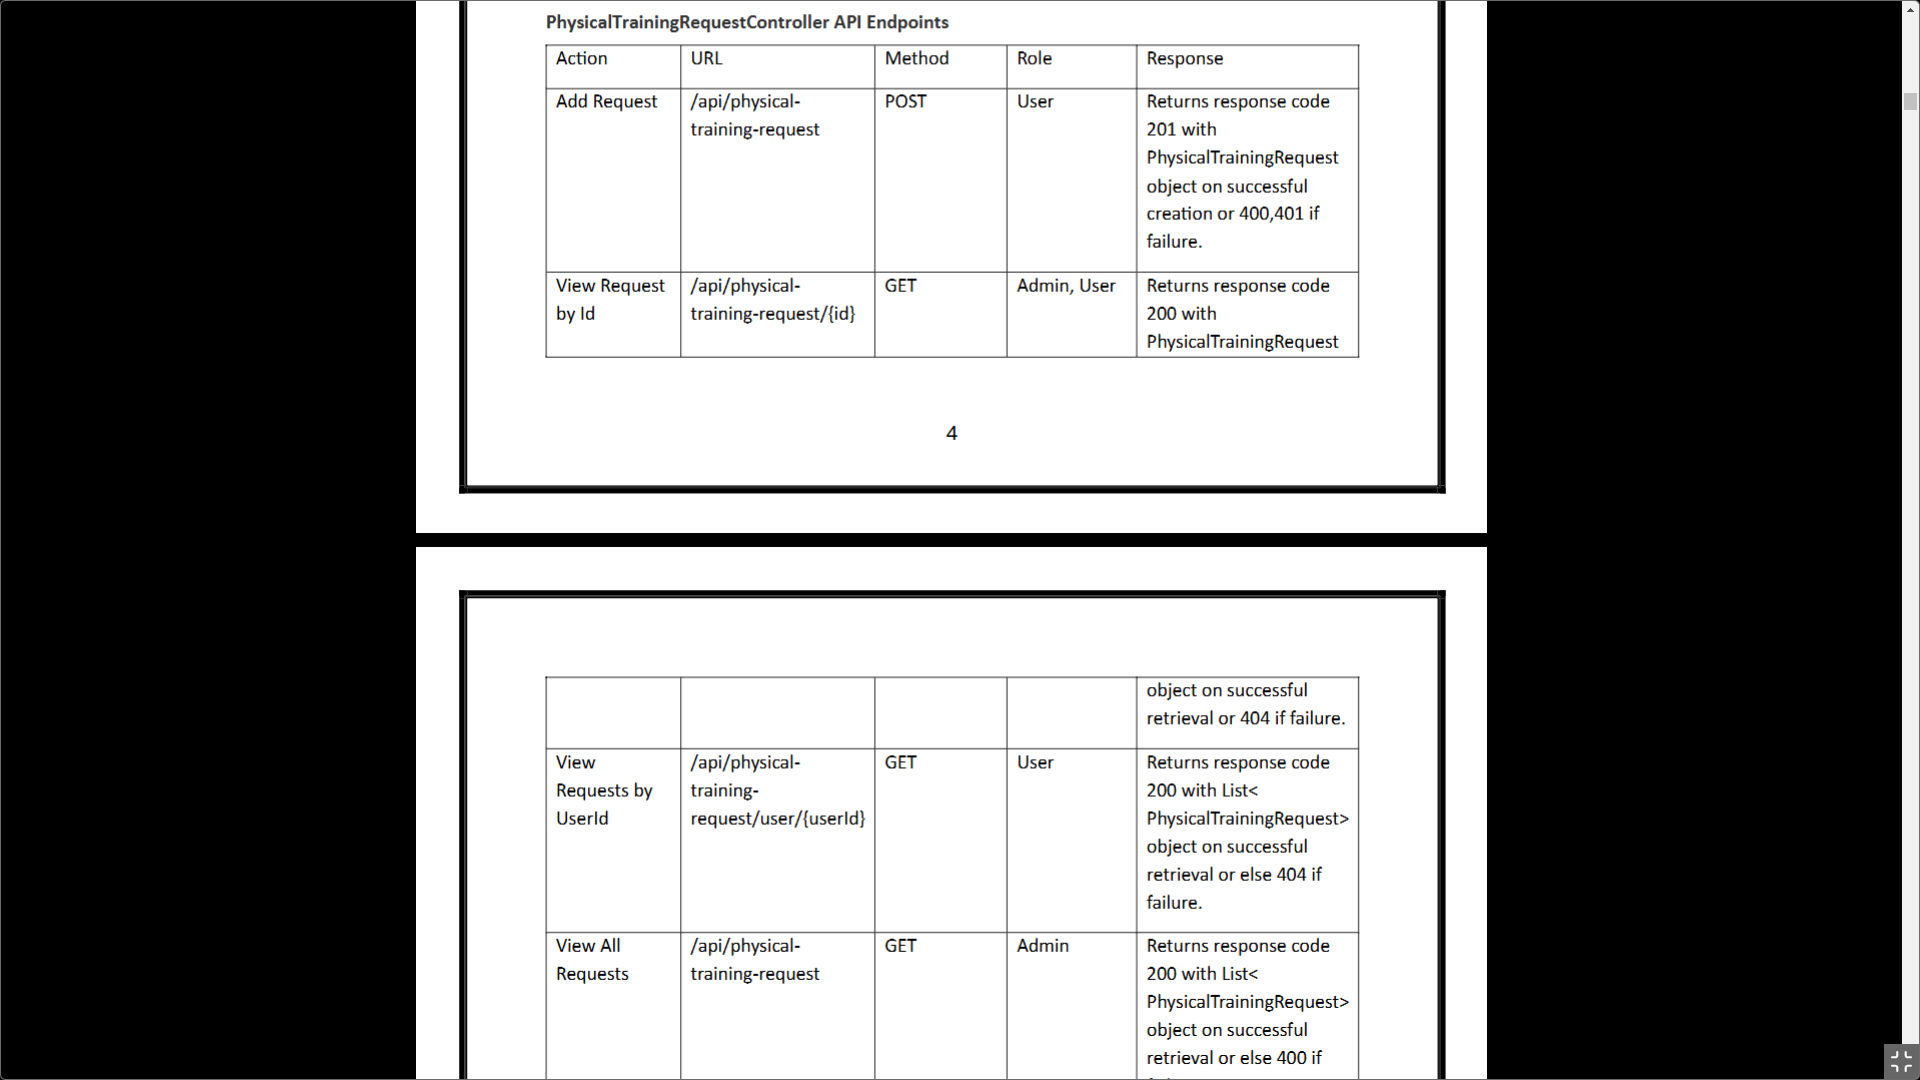 PhysicalTrainingRequestController API Endpoints
Action URL Method Role Response
Add Request /api/physical- POST User Returns response code
training-request 201 with
PhysicalTrainingRequest
object on successful
creation or 400,401 if
failure.
View Request /api/physical- GET Admin, User Returns response code
by Id training-request/{id} 200 with
PhysicalTrainingRequest
4
object on successful
retrieval or 404 if failure.
View /api/physical- GET User Returns response code
Requests by training- 200 with List<
UserId request/user/{userId} PhysicalTrainingRequest>
object on successful
retrieval or else 404 if
failure.
View All /api/physical- GET Admin Returns response code
Requests training-request 200 with List<
PhysicalTrainingRequest>
object on successful
retrieval or else 400 if